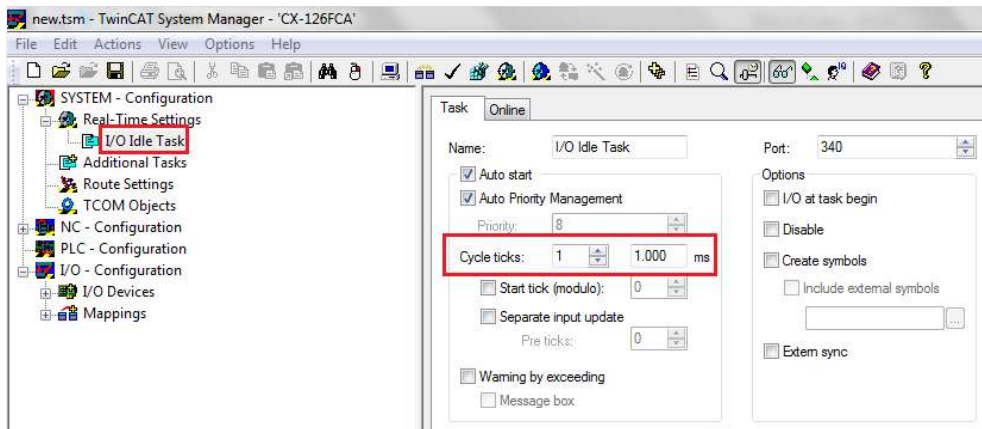 new.tsm - TwinCAT System Manager - 'CX-126FCA'
File Edit Actions View Options Help
SYSTEM - Configuration
Real-Time Settings
I/O Idle Task
Additional Tasks
Route Settings
TCOM Objects
NC - Configuration
PLC - Configuration
I/O - Configuration
I/O Devices
Mappings
Task Online
Name: I/O Idle Task Port: 340
Auto start Options
Auto Priority Management I/O at task begin
Priority: 8 Disable
Cycle ticks: 1 1.000 ms Create symbols
Start tick (modulo): 0 Include external symbols
Separate input update ...
Pre ticks: 0 Extern sync
Warning by exceeding
Message box